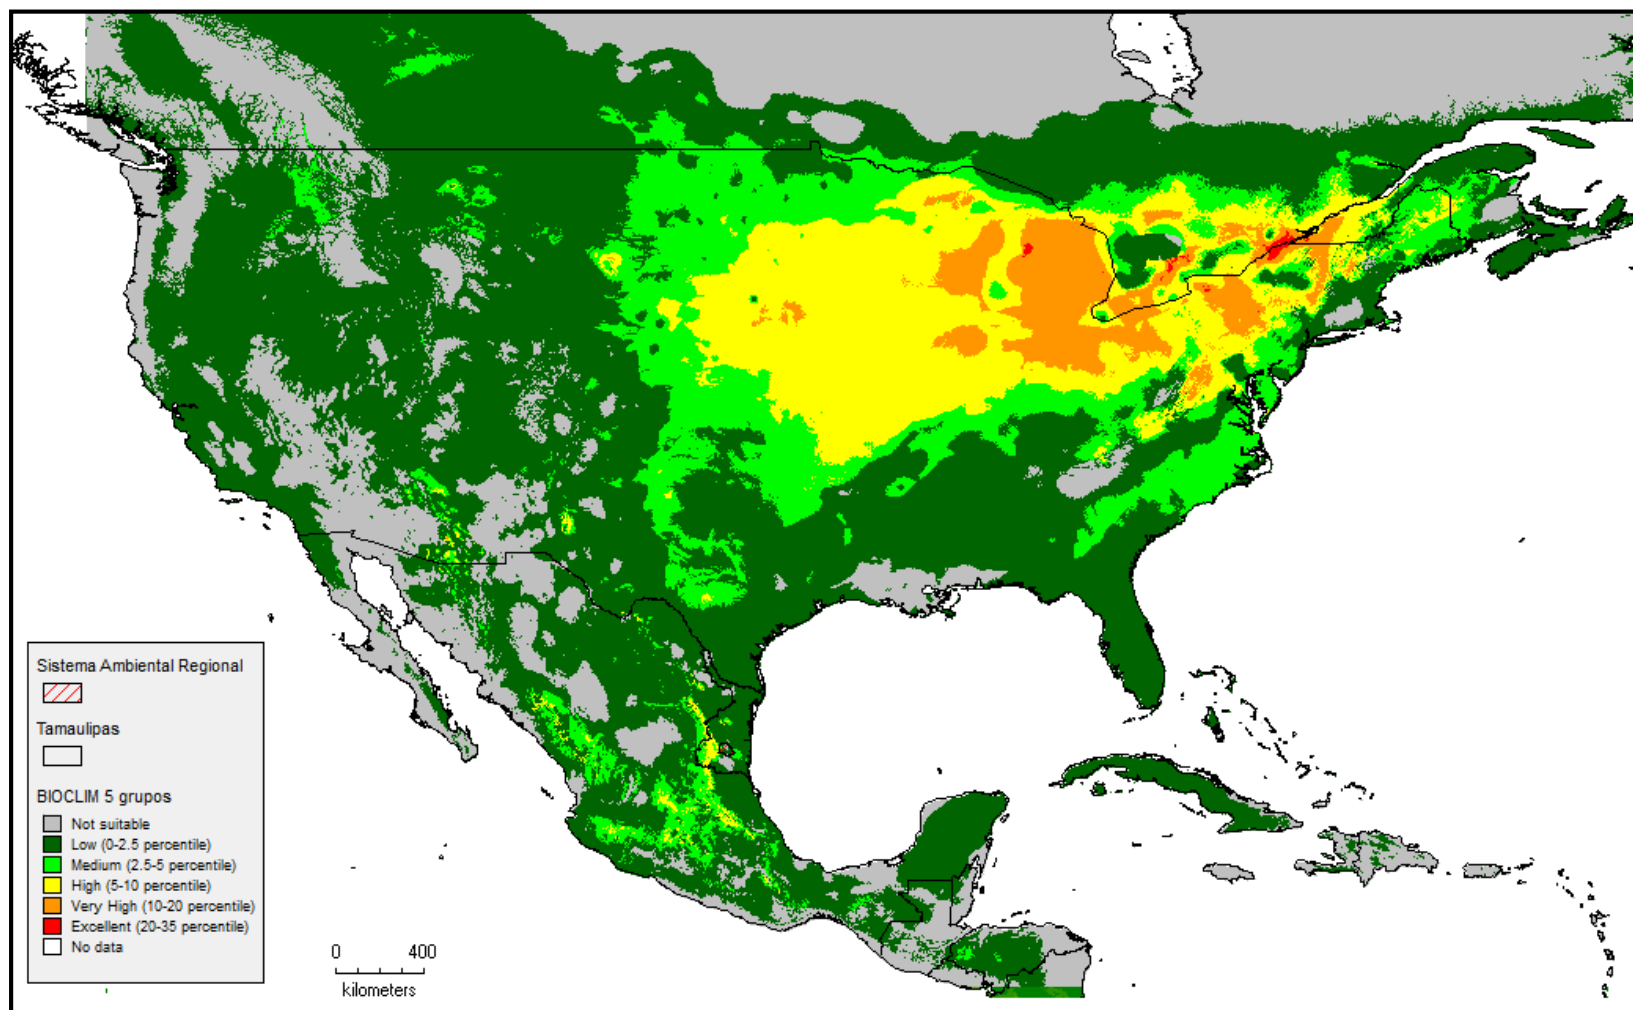 Sistema Ambiental Regional
Tamaulipas
BIOCLIM 5 grupos
Not suitable
Low (0-2.5 percentile)
Medium (2.5-5 percentile)
High (5-10 percentile)
Very High (10-20 percentile)
Excellent (20-35 percentile)
No data
0 400
kilometers